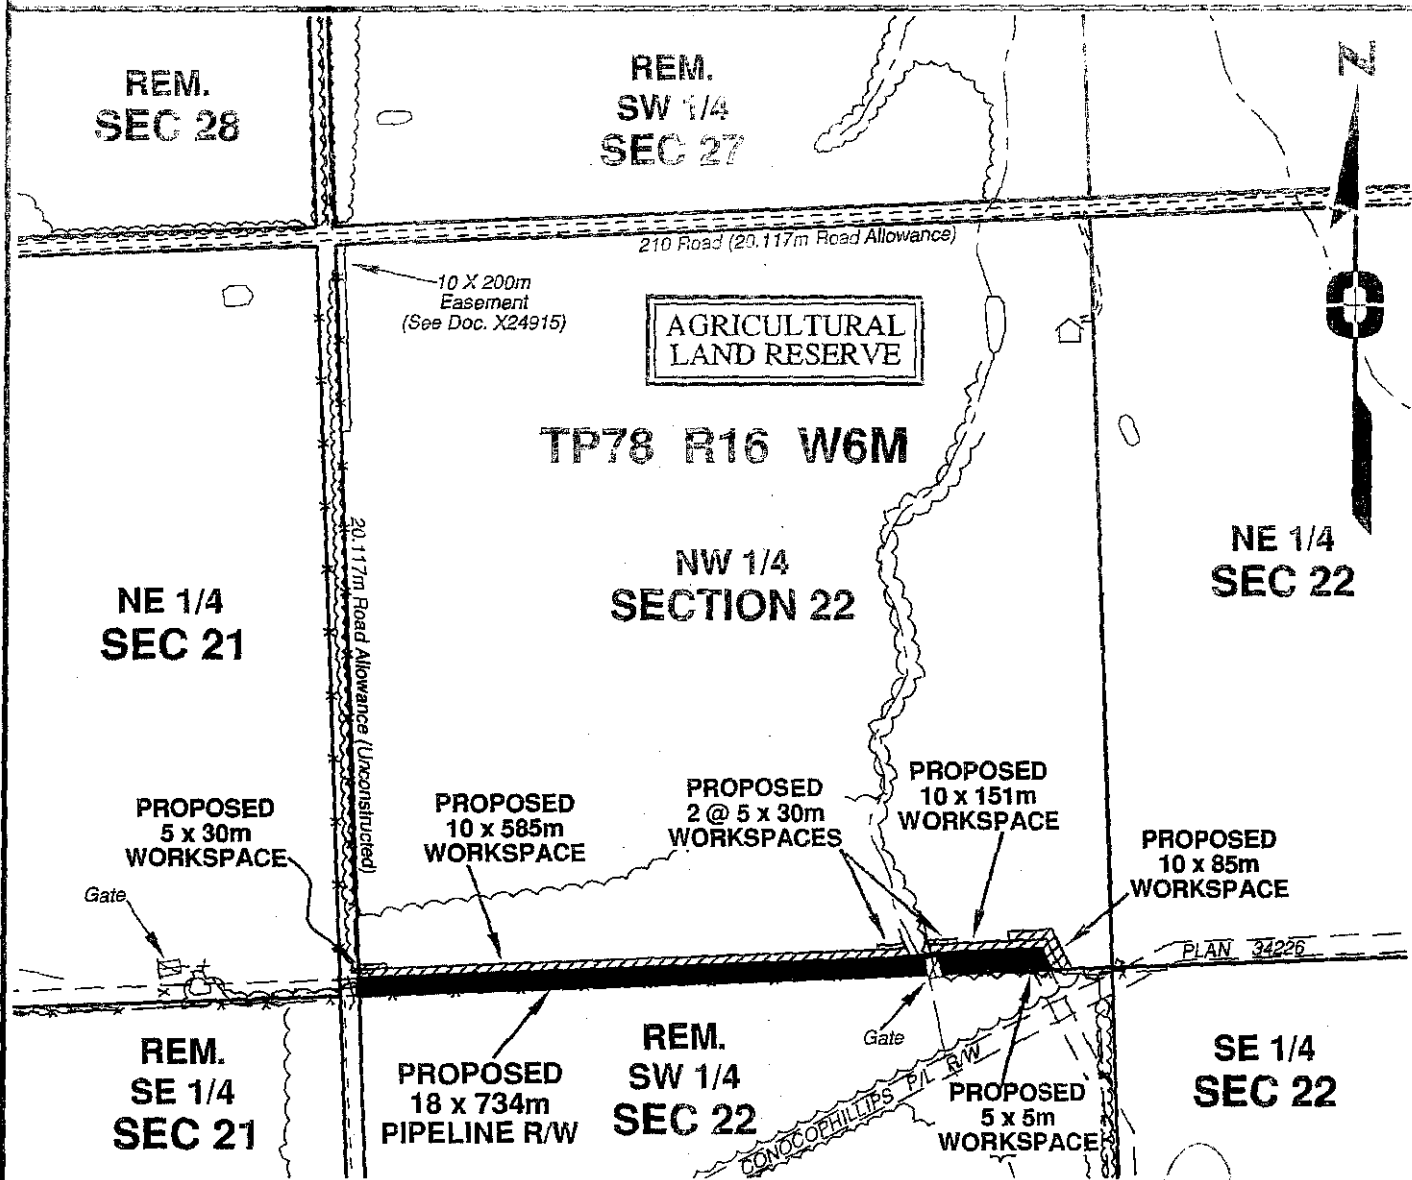 REM.
SEC 28
REM.
SW 1/4
SEC 27
N
210 Road (20.117m Road Allowance)
10 X 200m
Easement
(See Doc. X24915)
AGRICULTURAL
LAND RESERVE
TP78 R16 W6M
NW 1/4
SECTION 22
NE 1/4
SEC 22
NE 1/4
SEC 21
20.117m Road Allowance (Unconstructed)
PROPOSED
5 x 30m
WORKSPACE
PROPOSED
10 x 585m
WORKSPACE
PROPOSED
2 @ 5 x 30m
WORKSPACES
PROPOSED
10 x 151m
WORKSPACE
PROPOSED
10 x 85m
WORKSPACE
Gate
PLAN 34226
Gate
REM.
SE 1/4
SEC 21
PROPOSED
18 x 734m
PIPELINE R/W
REM.
SW 1/4
SEC 22
CONOCOPHILLIPS P/L R/W
PROPOSED
5 x 5m
WORKSPACE
SE 1/4
SEC 22